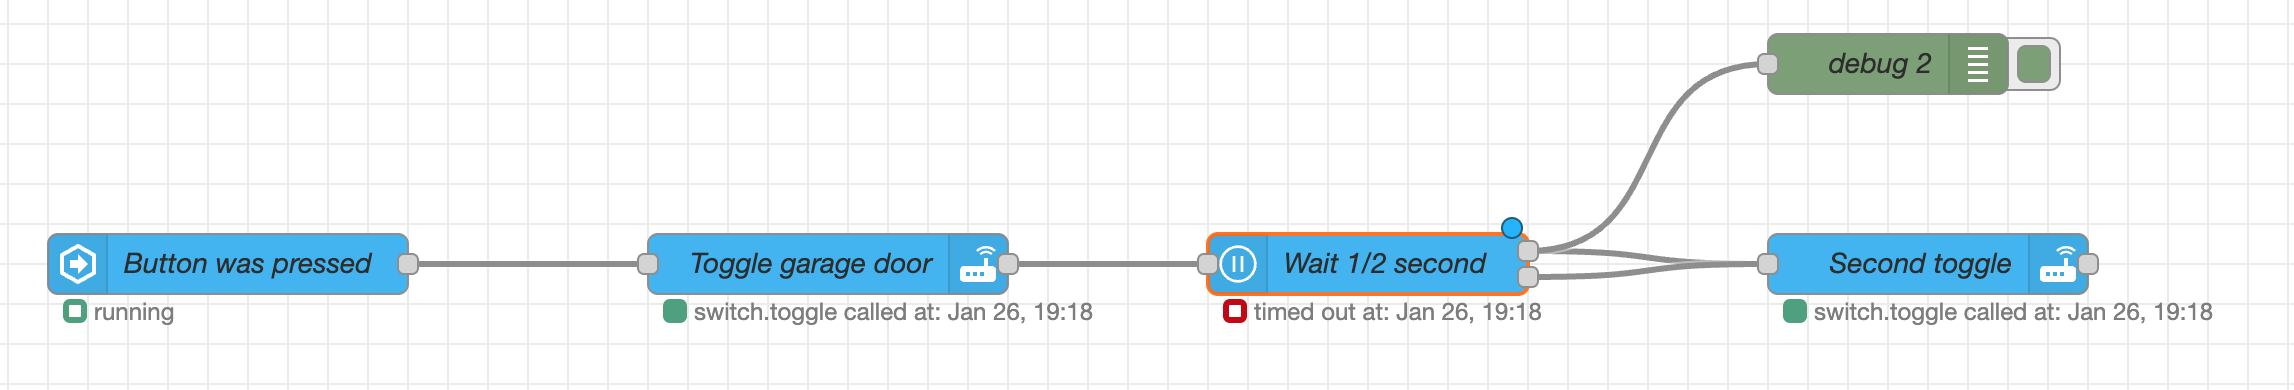 debug 2
Button was pressed
Toggle garage door
Wait 1/2 second
Second toggle
running
switch.toggle called at: Jan 26, 19:18
timed out at: Jan 26, 19:18
switch.toggle called at: Jan 26, 19:18